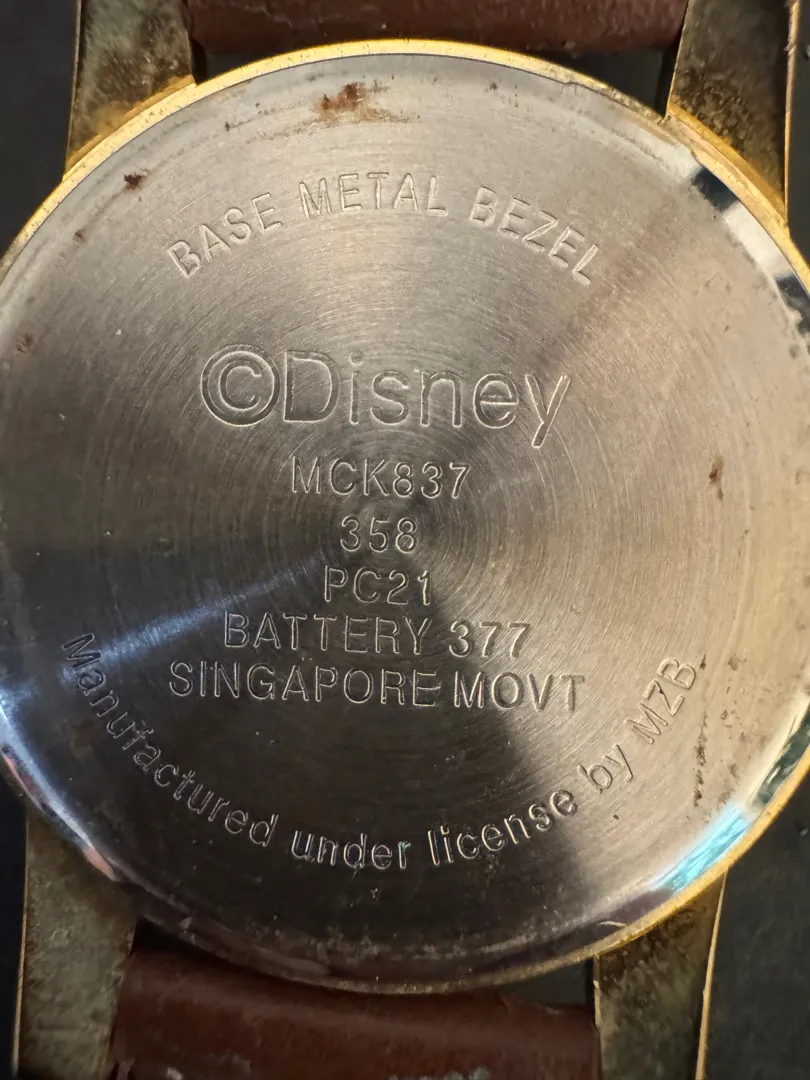 BASE METAL BEZEL
©Disney
MCK837
358
PC21
BATTERY 377
SINGAPORE MOVT
Manufactured under license by MZB